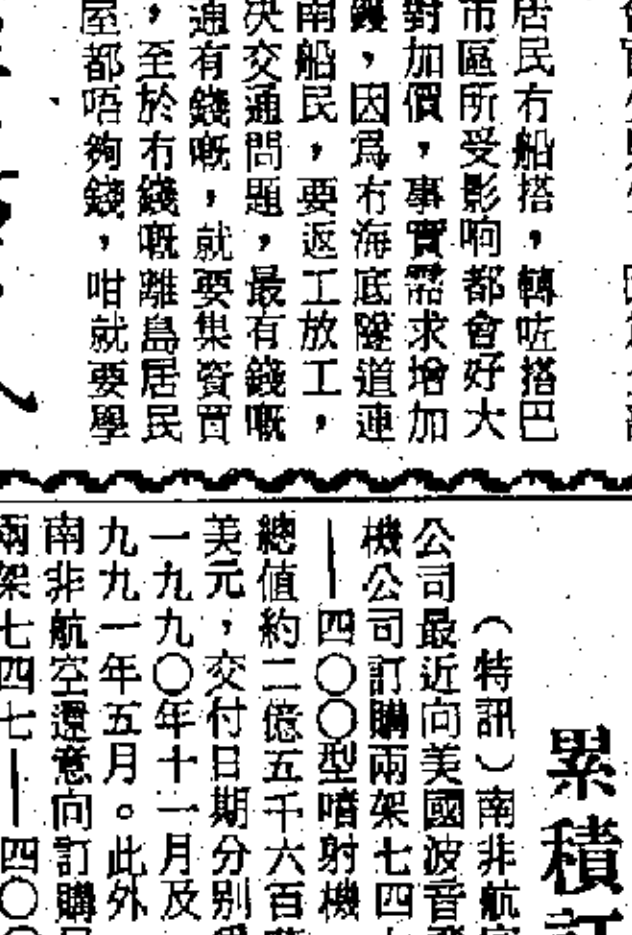 居民冇船搭，轉咗搭巴
市區所受影响都會好大
對加價，事實需求增加
，因爲冇海底隧道連
南船民，要返工放工，
決交通問題，最有錢嘅
通有錢嘅，就要集資買
，至於冇錢嘅離島居民
屋都唔夠錢，咁就要學
累積
（特訊）南非航
公司最近向美國波音
機公司訂購兩架七四
—四〇〇型噴射機
總值約二億五千六百
美元，交付日期分別
一九九〇年十一月及
九九一年五月。此外
南非航空還意向訂購
兩架七四七—四〇